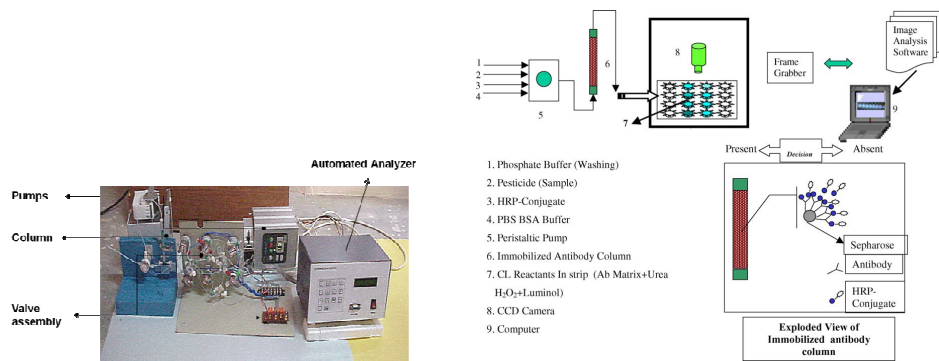 Automated Analyzer
Pumps
Column
Valve
assembly
1
2
3
4
5
6
7
8
9
Frame
Grabber
Image
Analysis
Software
Present
Decision
Absent
1. Phosphate Buffer (Washing)
2. Pesticide (Sample)
3. HRP-Conjugate
4. PBS BSA Buffer
5. Peristaltic Pump
6. Immobilized Antibody Column
7. CL Reactants In strip (Ab Matrix+Urea
H₂O₂+Luminol)
8. CCD Camera
9. Computer
Sepharose
Antibody
HRP-
Conjugate
Exploded View of
Immobilized antibody
column